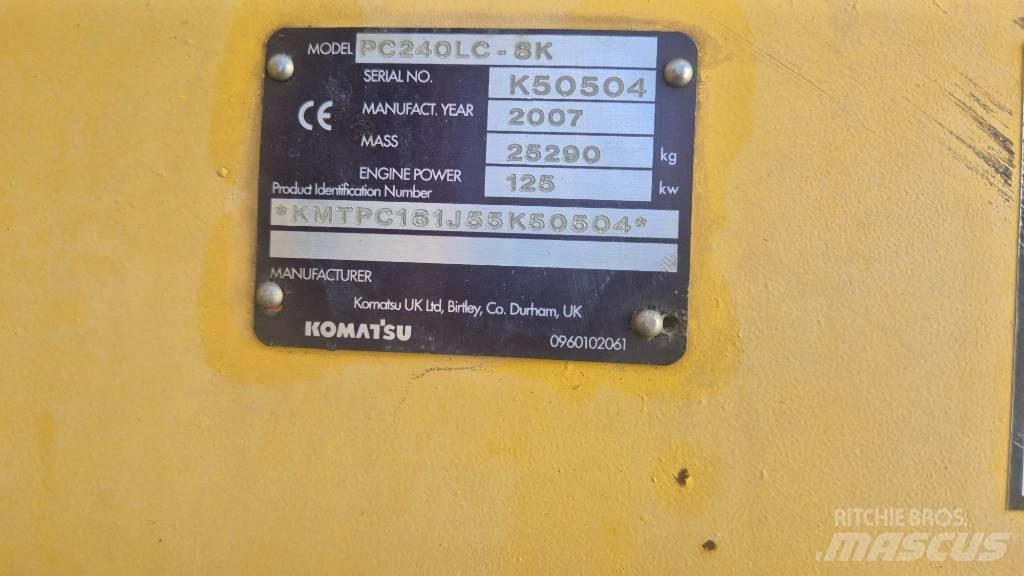 MODEL PC240LC-8K
SERIAL NO. K50504
CE MANUFACT. YEAR 2007
MASS 25290 kg
ENGINE POWER 125 kw
Product Identification Number
*KMTPC181J55K50504*
MANUFACTURER
Komatsu UK Ltd, Birtley, Co. Durham, UK
KOMATSU 0960102061
RITCHIE BROS.
MASCUS